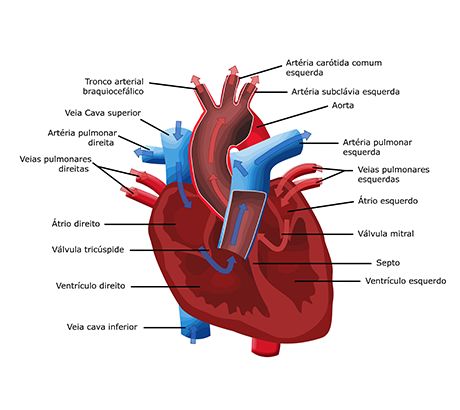 Artéria carótida comum
esquerda
Tronco arterial
braquiocefálico
Artéria subclávia esquerda
Aorta
Veia Cava superior
Artéria pulmonar
direita
Artéria pulmonar
esquerda
Veias pulmonares
direitas
Veias pulmonares
esquerdas
Átrio direito
Átrio esquerdo
Válvula tricúspide
Válvula mitral
Septo
Ventrículo direito
Ventrículo esquerdo
Veia cava inferior